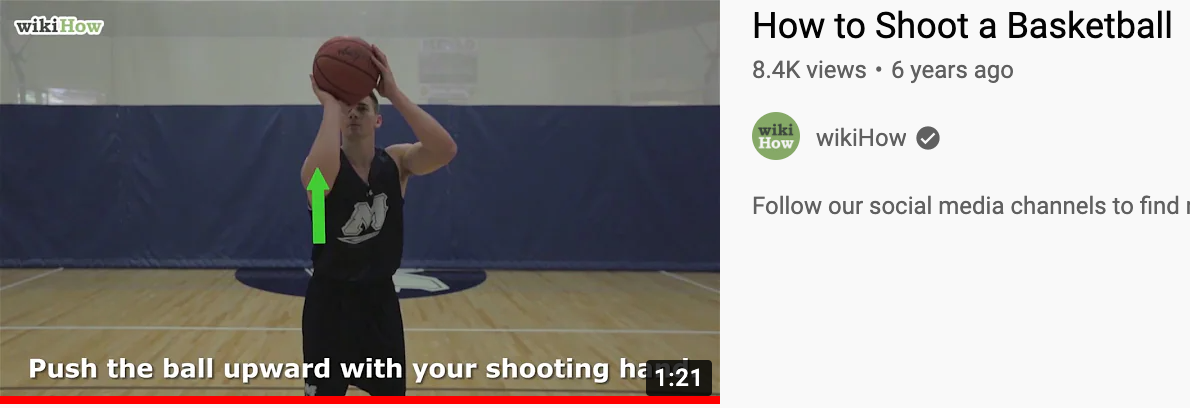 wikiHow
Push the ball upward with your shooting hand
1:21
How to Shoot a Basketball
8.4K views • 6 years ago
wiki
How
wikiHow
Follow our social media channels to find